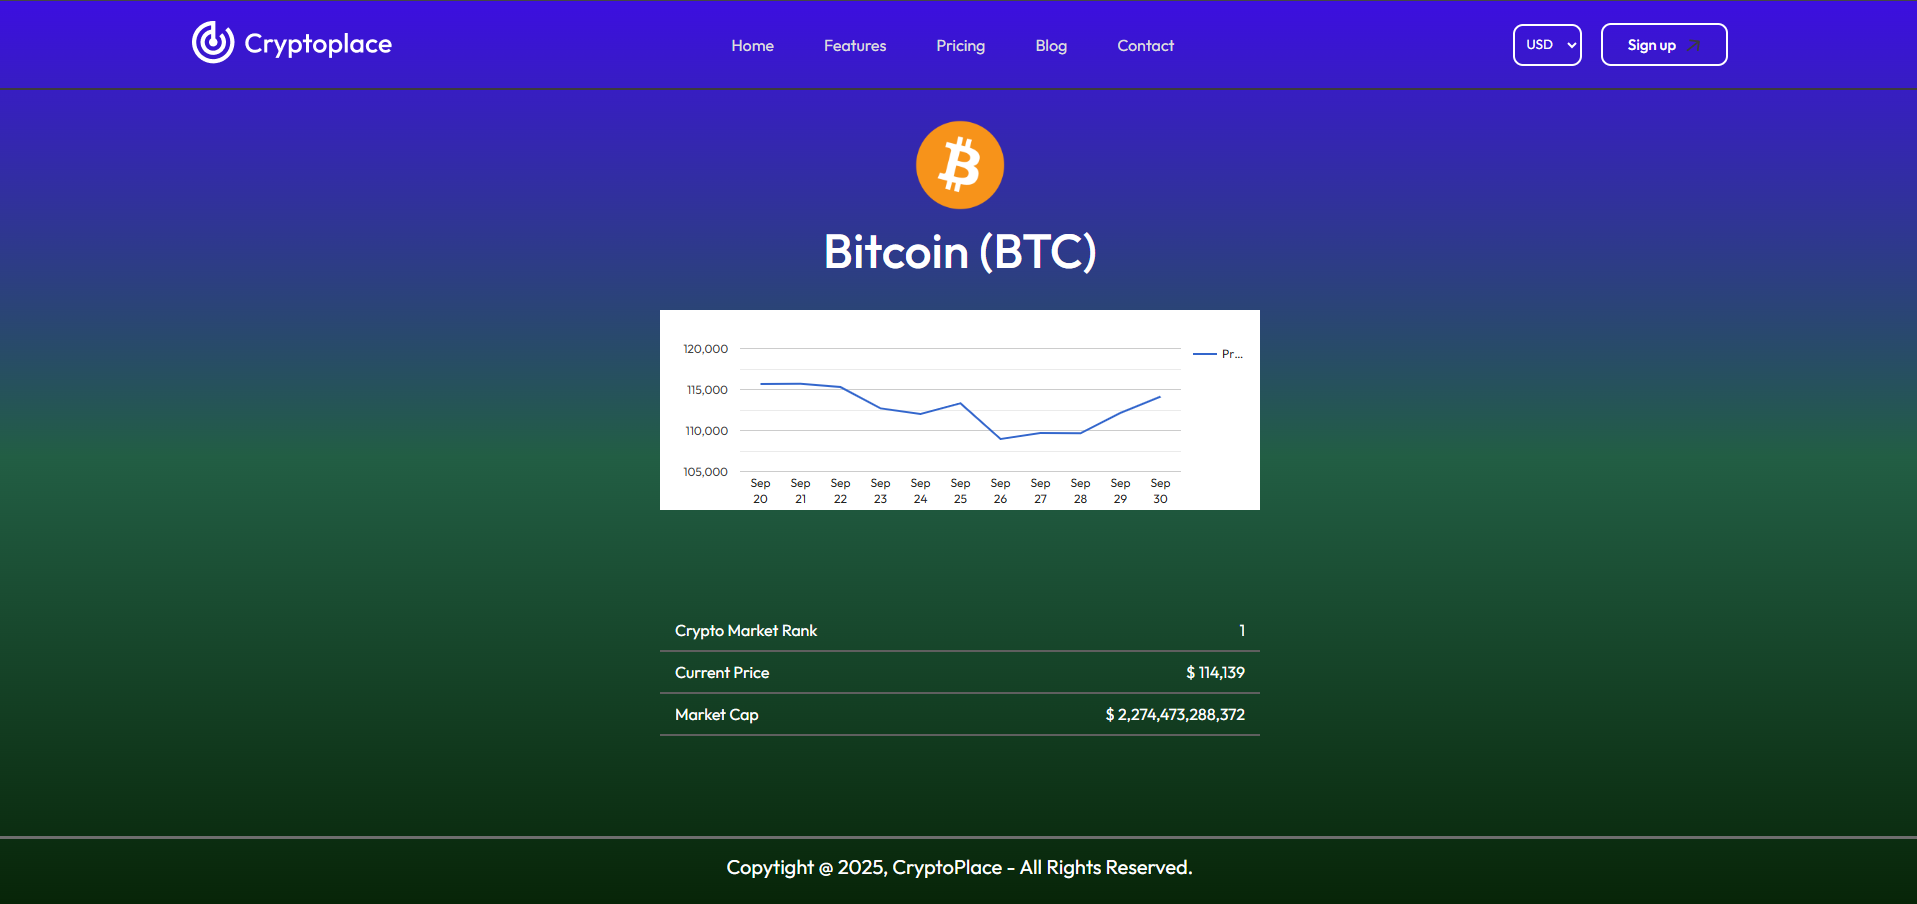 Cryptoplace
Home Features Pricing Blog Contact
USD
Sign up
Bitcoin (BTC)
120,000
115,000
110,000
105,000
Pr...
Sep 20 Sep 21 Sep 22 Sep 23 Sep 24 Sep 25 Sep 26 Sep 27 Sep 28 Sep 29 Sep 30
Crypto Market Rank 1
Current Price $ 114,139
Market Cap $ 2,274,473,288,372
Copytight @ 2025, CryptoPlace - All Rights Reserved.